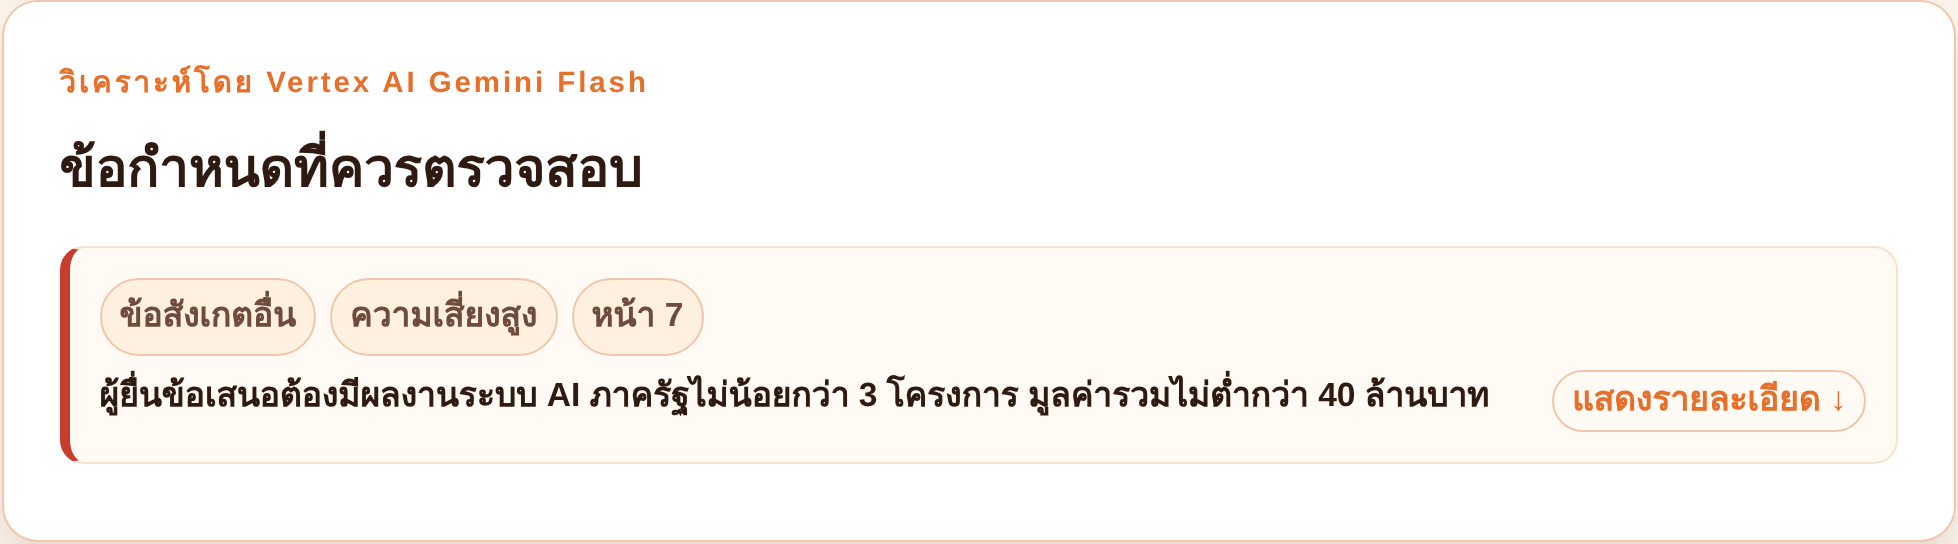 วิเคราะห์โดย Vertex AI Gemini Flash
ข้อกำหนดที่ควรตรวจสอบ
ข้อสังเกตอื่น ความเสี่ยงสูง หน้า 7
ผู้ยื่นข้อเสนอต้องมีผลงานระบบ AI ภาครัฐไม่น้อยกว่า 3 โครงการ มูลค่ารวมไม่ต่ำกว่า 40 ล้านบาท
แสดงรายละเอียด ↓